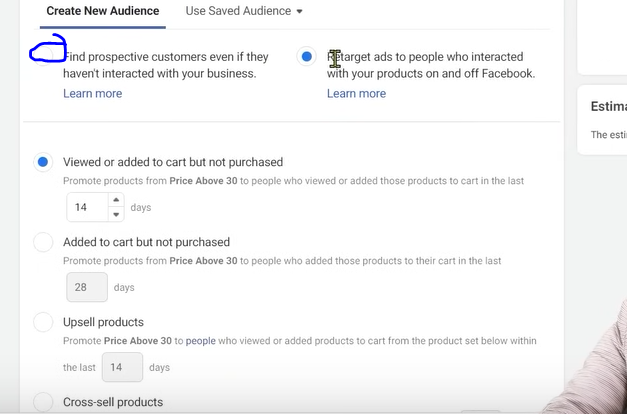 Create New Audience
Use Saved Audience
Find prospective customers even if they
haven't interacted with your business.
Learn more
Retarget ads to people who interacted
with your products on and off Facebook.
Learn more
Estima
The esti
Viewed or added to cart but not purchased
Promote products from Price Above 30 to people who viewed or added those products to cart in the last
14 days
Added to cart but not purchased
Promote products from Price Above 30 to people who added those products to their cart in the last
28 days
Upsell products
Promote Price Above 30 to people who viewed or added products to cart from the product set below within
the last 14 days
Cross-sell products